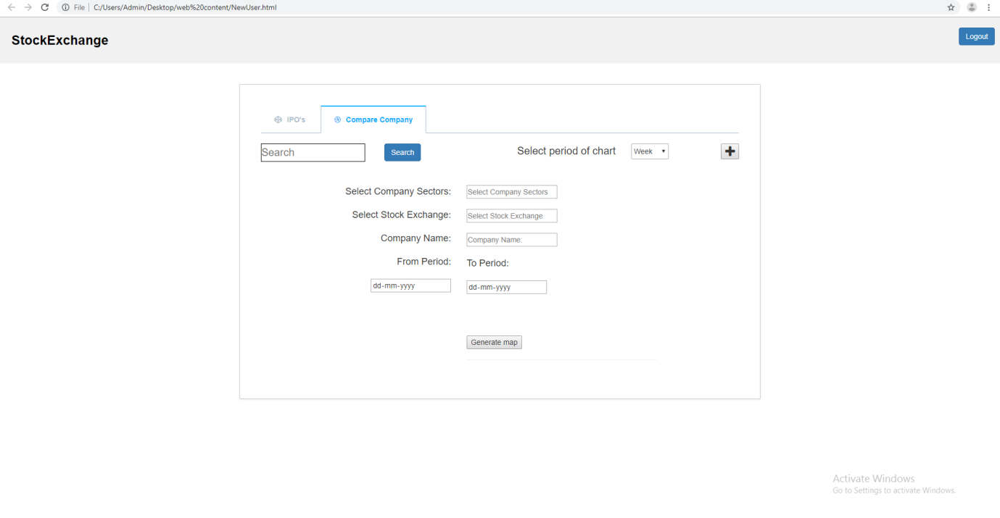 File C:/Users/Admin/Desktop/web%20content/NewUser.html
StockExchange
Logout
IPO's Compare Company
Search Search Select period of chart Week
Select Company Sectors: Select Company Sectors
Select Stock Exchange: Select Stock Exchange
Company Name: Company Name:
From Period: To Period:
dd-mm-yyyy dd-mm-yyyy
Generate map
Activate Windows
Go to Settings to activate Windows.